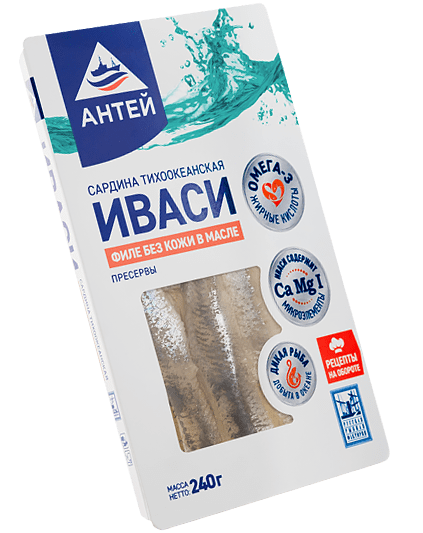 АНТЕЙ
САРДИНА ТИХООКЕАНСКАЯ
ИВАСИ
ФИЛЕ БЕЗ КОЖИ В МАСЛЕ
ПРЕСЕРВЫ
ОМЕГА-3
ЖИРНЫЕ КИСЛОТЫ
ИВАСИ СОДЕРЖИТ
Ca Mg I
МИКРОЭЛЕМЕНТЫ
ДИКАЯ РЫБА
ДОБЫТА В ОКЕАНЕ
РЕЦЕПТЫ
НА ОБОРОТЕ
МАССА
НЕТТО: 240г
ИВАСИ
САРДИНА ТИХООКЕАНСКАЯ